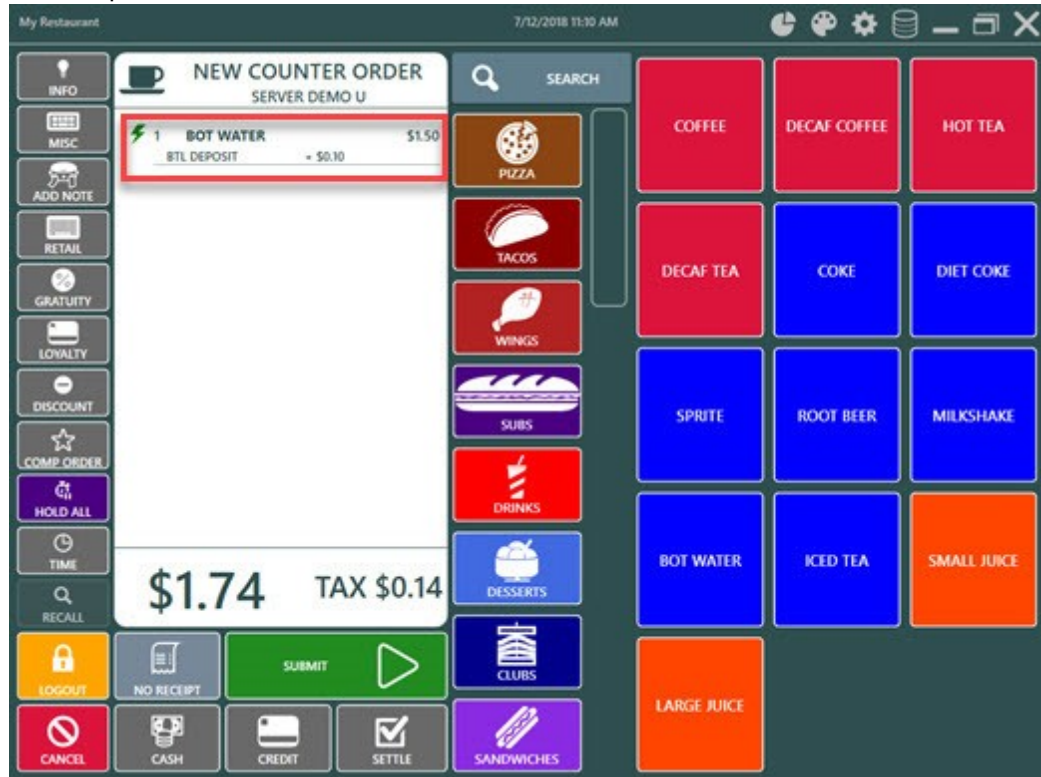 My Restaurant
7/12/2018 11:10 AM
INFO
MISC
ADD NOTE
RETAIL
GRATUITY
LOYALTY
DISCOUNT
COMP ORDER
HOLD ALL
TIME
RECALL
LOGOUT
CANCEL
NEW COUNTER ORDER
SERVER DEMO U
1 BOT WATER $1.50
BTL DEPOSIT + $0.10
$1.74 TAX $0.14
NO RECEIPT
SUBMIT
CASH
CREDIT
SETTLE
SEARCH
PIZZA
TACOS
WINGS
SUBS
DRINKS
DESSERTS
CLUBS
SANDWICHES
COFFEE
DECAF COFFEE
HOT TEA
DECAF TEA
COKE
DIET COKE
SPRITE
ROOT BEER
MILKSHAKE
BOT WATER
ICED TEA
SMALL JUICE
LARGE JUICE